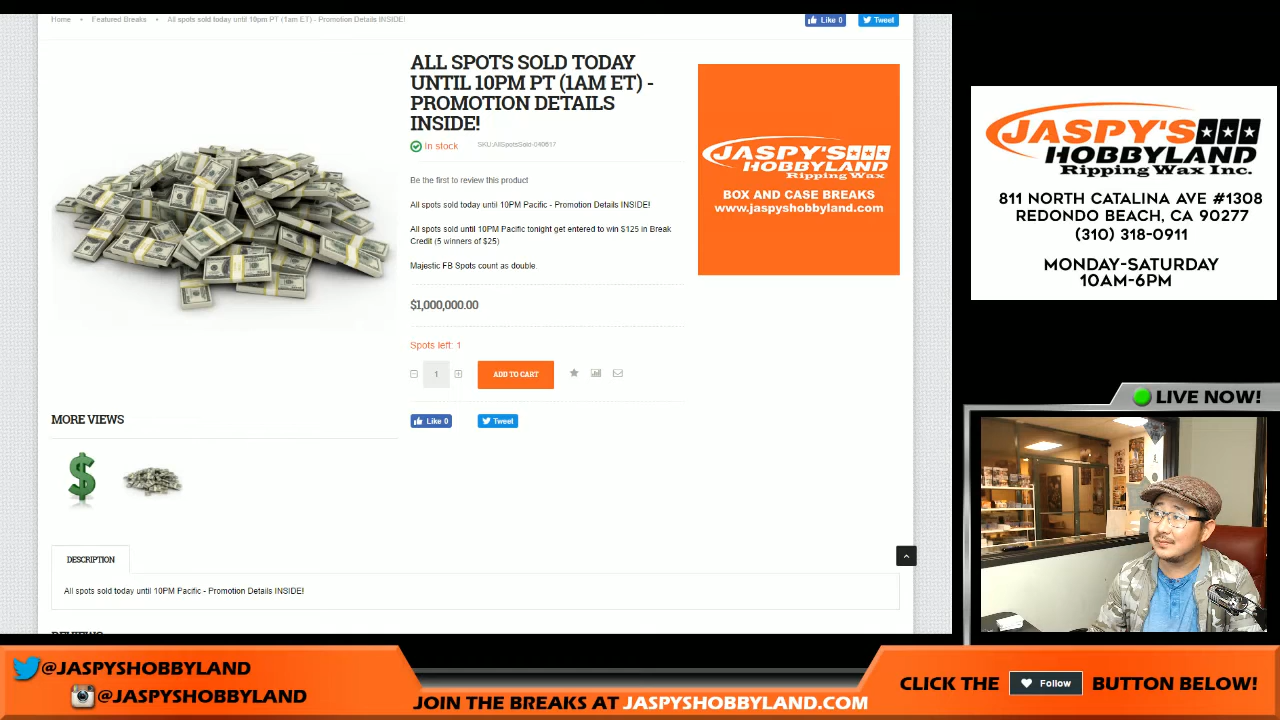 Home • Featured Breaks • All spots sold today until 10pm PT (1am ET) - Promotion Details INSIDE!
Like 0
Tweet
ALL SPOTS SOLD TODAY
UNTIL 10PM PT (1AM ET) -
PROMOTION DETAILS
INSIDE!
In stock
SKU:AllSpotsSold-040617
Be the first to review this product
All spots sold today until 10PM Pacific - Promotion Details INSIDE!
All spots sold until 10PM Pacific tonight get entered to win $125 in Break
Credit (5 winners of $25)
Majestic FB Spots count as double.
$1,000,000.00
Spots left: 1
1
ADD TO CART
Like 0
Tweet
JASPY'S
HOBBYLAND
Ripping Wax
BOX AND CASE BREAKS
www.jaspyshobbyland.com
MORE VIEWS
DESCRIPTION
All spots sold today until 10PM Pacific - Promotion Details INSIDE!
REVIEWS
JASPY'S
HOBBYLAND
Ripping Wax Inc.
811 NORTH CATALINA AVE #1308
REDONDO BEACH, CA 90277
(310) 318-0911
MONDAY-SATURDAY
10AM-6PM
LIVE NOW!
@JASPYSHOBBYLAND
@JASPYSHOBBYLAND
JOIN THE BREAKS AT JASPYSHOBBYLAND.COM
CLICK THE Follow BUTTON BELOW!